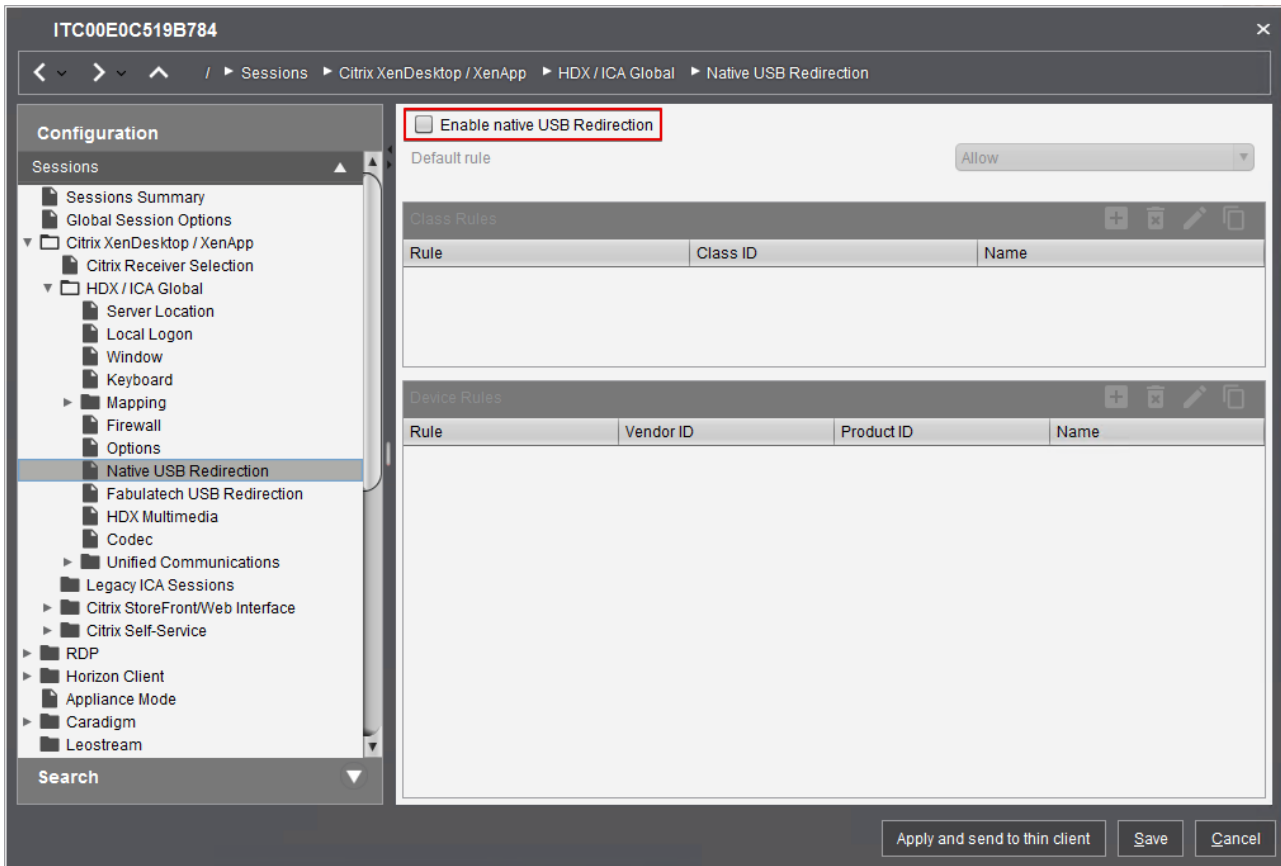 ITC00E0C519B784
/ Sessions Citrix XenDesktop / XenApp HDX / ICA Global Native USB Redirection
Configuration
Sessions
Sessions Summary
Global Session Options
Citrix XenDesktop / XenApp
Citrix Receiver Selection
HDX / ICA Global
Server Location
Local Logon
Window
Keyboard
Mapping
Firewall
Options
Native USB Redirection
Fabulatech USB Redirection
HDX Multimedia
Codec
Unified Communications
Legacy ICA Sessions
Citrix StoreFront/Web Interface
Citrix Self-Service
RDP
Horizon Client
Appliance Mode
Caradigm
Leostream
Search
Enable native USB Redirection
Default rule Allow
Class Rules
Rule Class ID Name
Device Rules
Rule Vendor ID Product ID Name
Apply and send to thin client Save Cancel